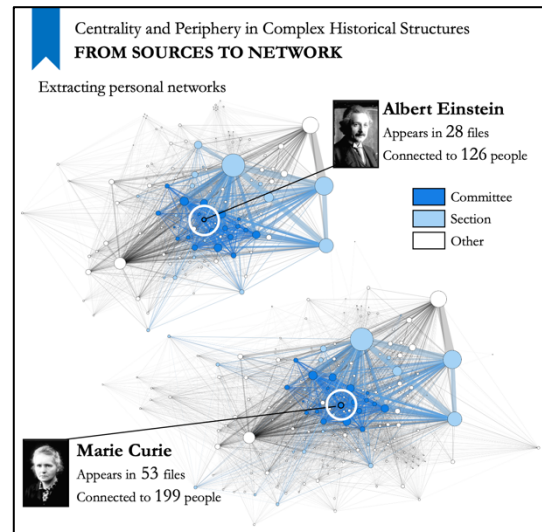 Centrality and Periphery in Complex Historical Structures
FROM SOURCES TO NETWORK
Extracting personal networks
Albert Einstein
Appears in 28 files
Connected to 126 people
Committee
Section
Other
Marie Curie
Appears in 53 files
Connected to 199 people